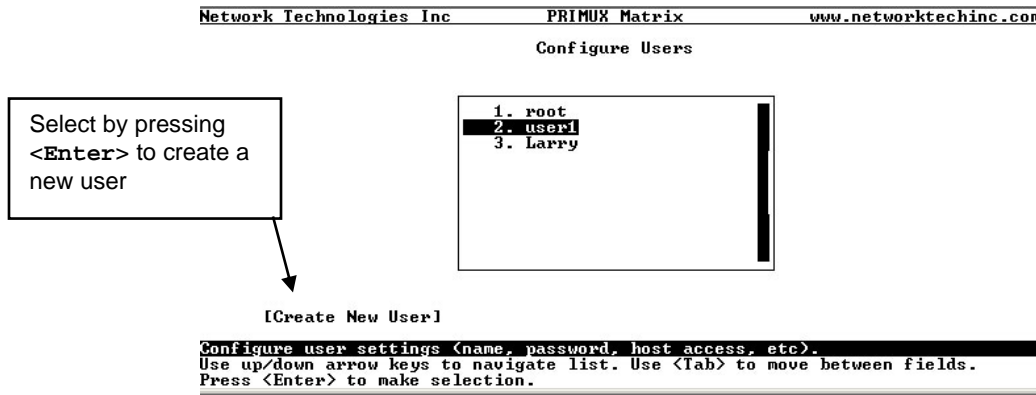 Network Technologies Inc PRIMUX Matrix www.networktechinc.com
Configure Users
Select by pressing
<Enter> to create a
new user
1. root
2. user1
3. Larry
[Create New User]
Configure user settings (name, password, host access, etc).
Use up/down arrow keys to navigate list. Use <Tab> to move between fields.
Press <Enter> to make selection.